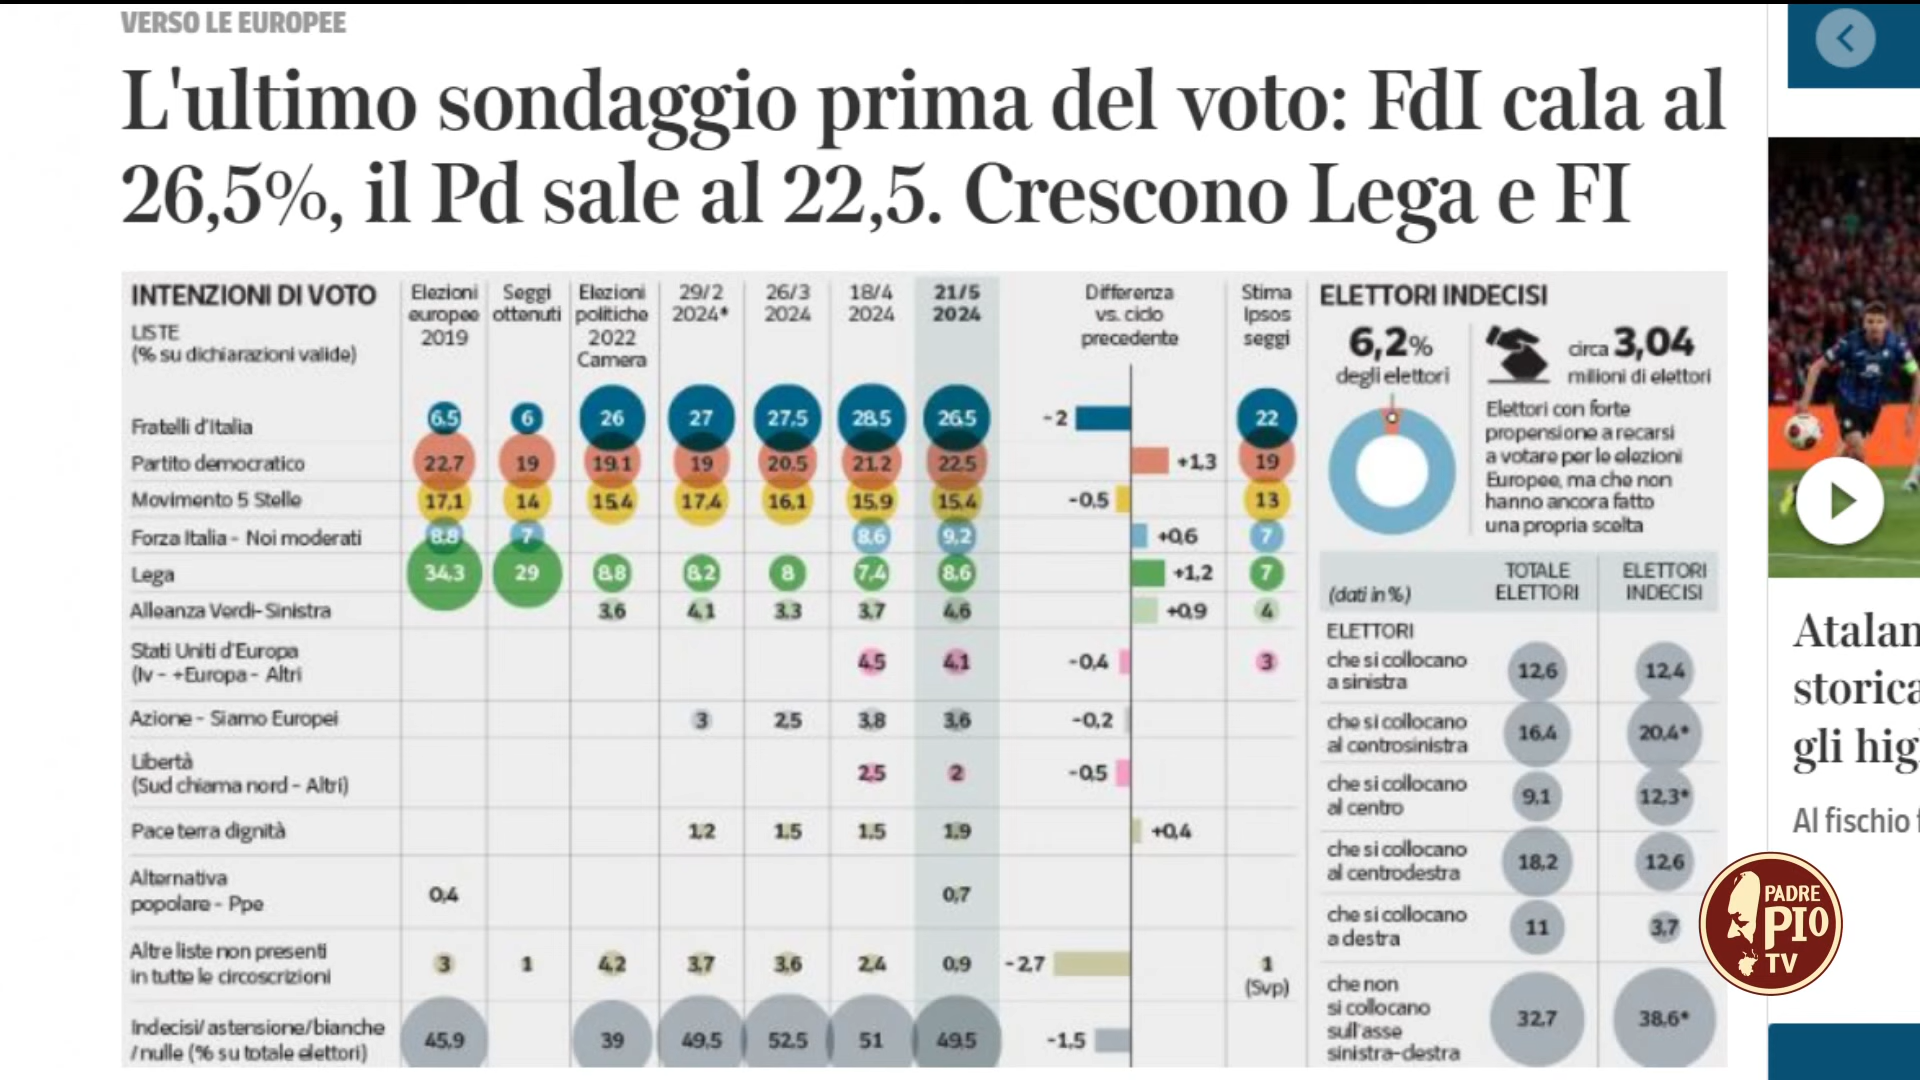 VERSO LE EUROPEE
L'ultimo sondaggio prima del voto: FdI cala al
26,5%, il Pd sale al 22,5. Crescono Lega e FI
INTENZIONI DI VOTO
LISTE
(% su dichiarazioni valide)
Elezioni europee 2019
Seggi ottenuti
Elezioni politiche 2022 Camera
29/2 2024*
26/3 2024
18/4 2024
21/5 2024
Differenza vs. ciclo precedente
Stima Ipsos seggi
Fratelli d'Italia 6,5 6 26 27 27,5 28,5 26,5 -2 22
Partito democratico 22,7 19 19,1 19 20,5 21,2 22,5 +1,3 19
Movimento 5 Stelle 17,1 14 15,4 17,4 16,1 15,9 15,4 -0,5 13
Forza Italia - Noi moderati 8,8 7 8,6 9,2 +0,6 7
Lega 34,3 29 8,8 8,2 8 7,4 8,6 +1,2 7
Alleanza Verdi-Sinistra 3,6 4,1 3,3 3,7 4,6 +0,9 4
Stati Uniti d'Europa
(Iv - +Europa - Altri 4,5 4,1 -0,4 3
Azione - Siamo Europei 3 2,5 3,8 3,6 -0,2
Libertà
(Sud chiama nord - Altri) 2,5 2 -0,5
Pace terra dignità 1,2 1,5 1,5 1,9 +0,4
Alternativa
popolare - Ppe 0,4 0,7
Altre liste non presenti
in tutte le circoscrizioni 3 1 4,2 3,7 3,6 2,4 0,9 -2,7 1
(Svp)
Indecisi/astensione/bianche
/nulle (% su totale elettori) 45,9 39 49,5 52,5 51 49,5 -1,5
ELETTORI INDECISI
6,2%
degli elettori
circa 3,04
milioni di elettori
Elettori con forte
propensione a recarsi
a votare per le elezioni
Europee, ma che non
hanno ancora fatto
una propria scelta
(dati in %)
TOTALE ELETTORI
ELETTORI INDECISI
ELETTORI
che si collocano
a sinistra 12,6 12,4
che si collocano
al centrosinistra 16,4 20,4*
che si collocano
al centro 9,1 12,3*
che si collocano
al centrodestra 18,2 12,6
che si collocano
a destra 11 3,7
che non
si collocano
sull'asse
sinistra-destra 32,7 38,6*
Atalan
storica
gli hig
Al fischio f
PADRE
PIO
TV